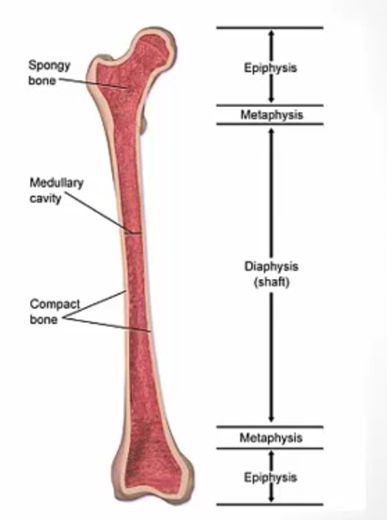 Spongy
bone
Medullary
cavity
Compact
bone
Epiphysis
Metaphysis
Diaphysis
(shaft)
Metaphysis
Epiphysis